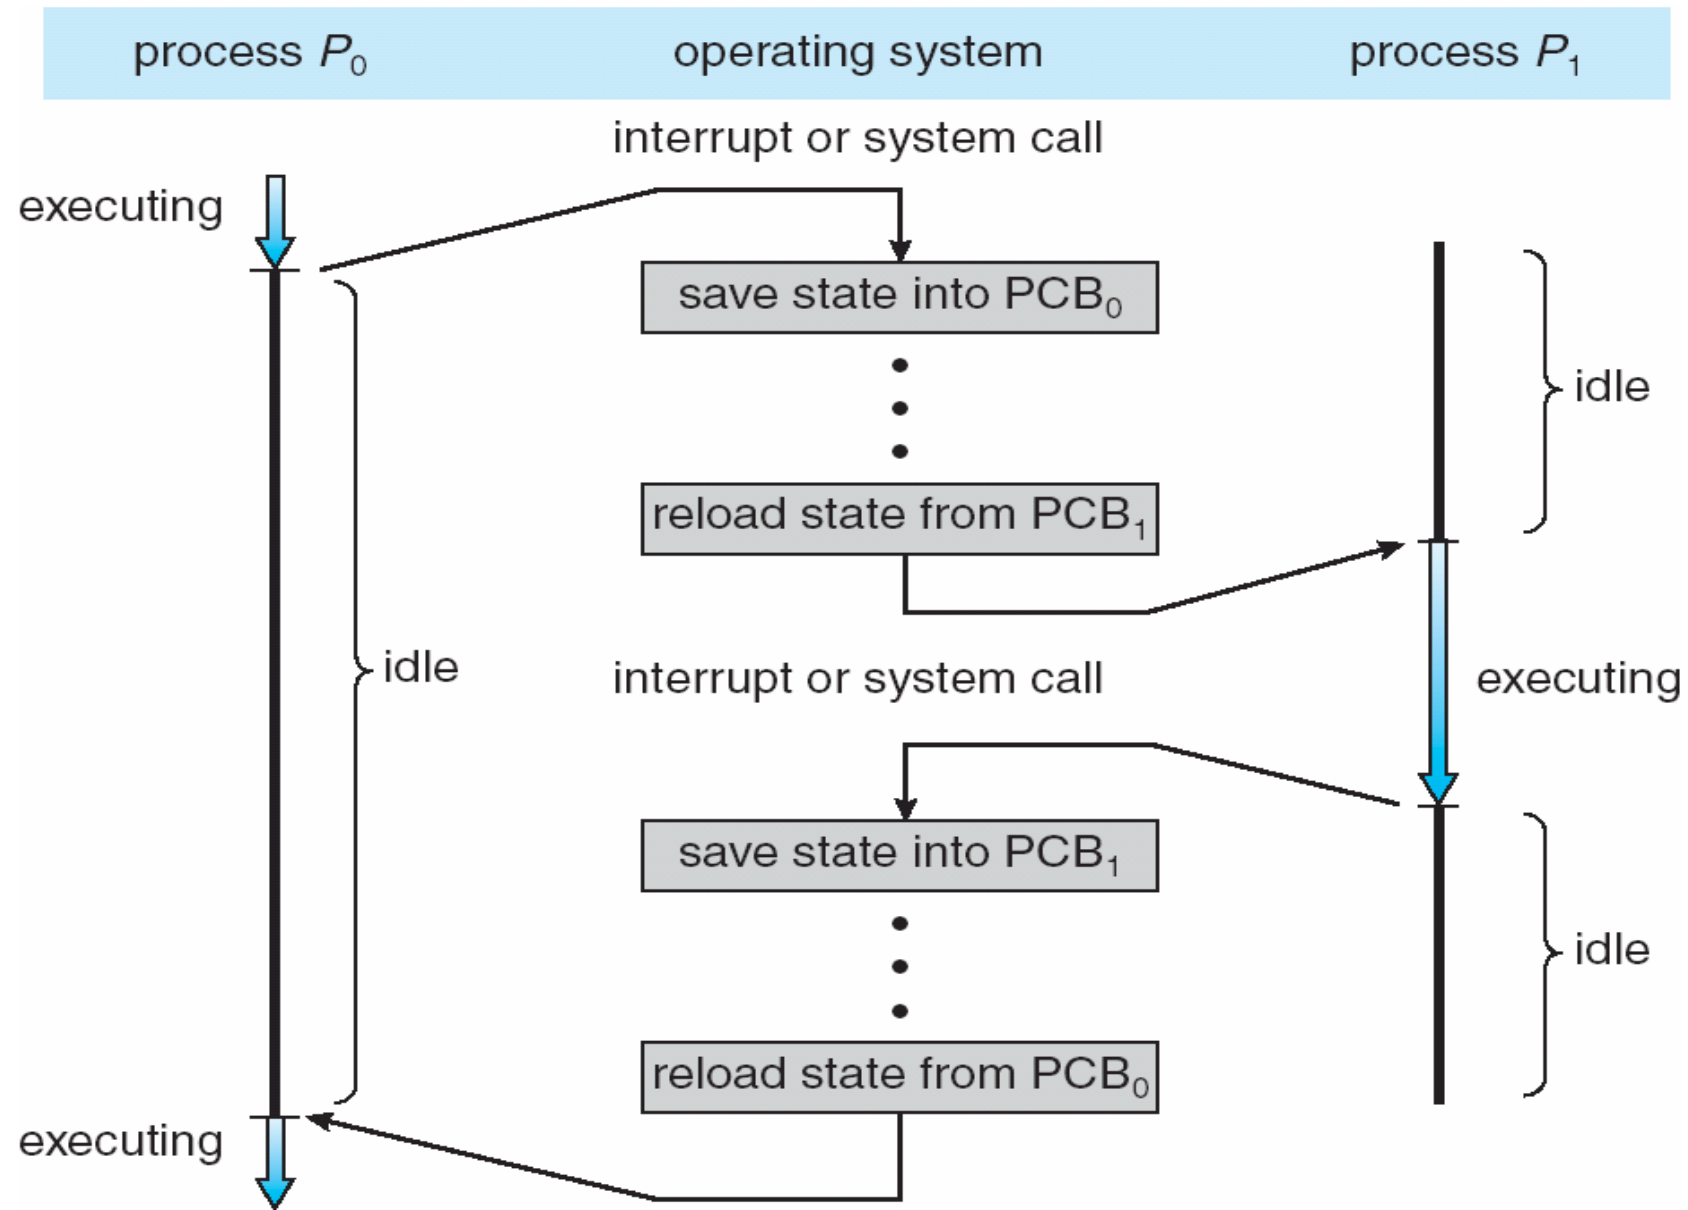 process P0 operating system process P1
interrupt or system call
executing
save state into PCB0
idle
reload state from PCB1
idle
interrupt or system call
executing
save state into PCB1
idle
reload state from PCB0
executing